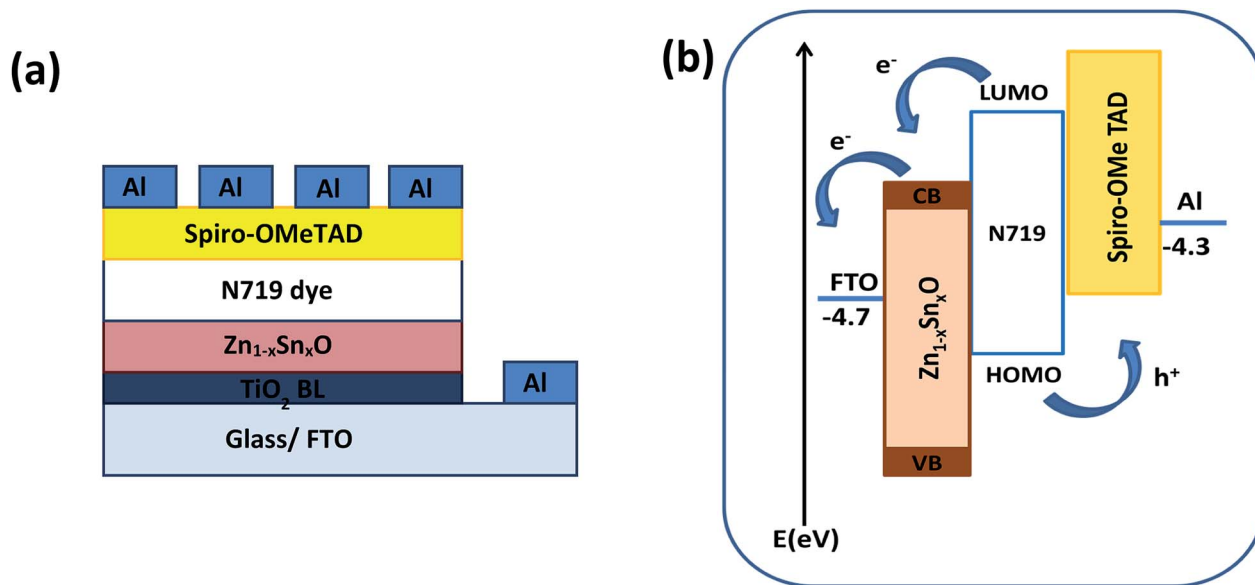 (a)
Al Al Al Al
Spiro-OMeTAD
N719 dye
Zn₁₋ₓSnₓO
TiO₂ BL
Al
Glass/ FTO
(b)
e⁻
LUMO
e⁻
CB
N719
Spiro-OMe TAD
Al
-4.3
FTO
-4.7
Zn₁₋ₓSnₓO
HOMO
h⁺
VB
E(eV)